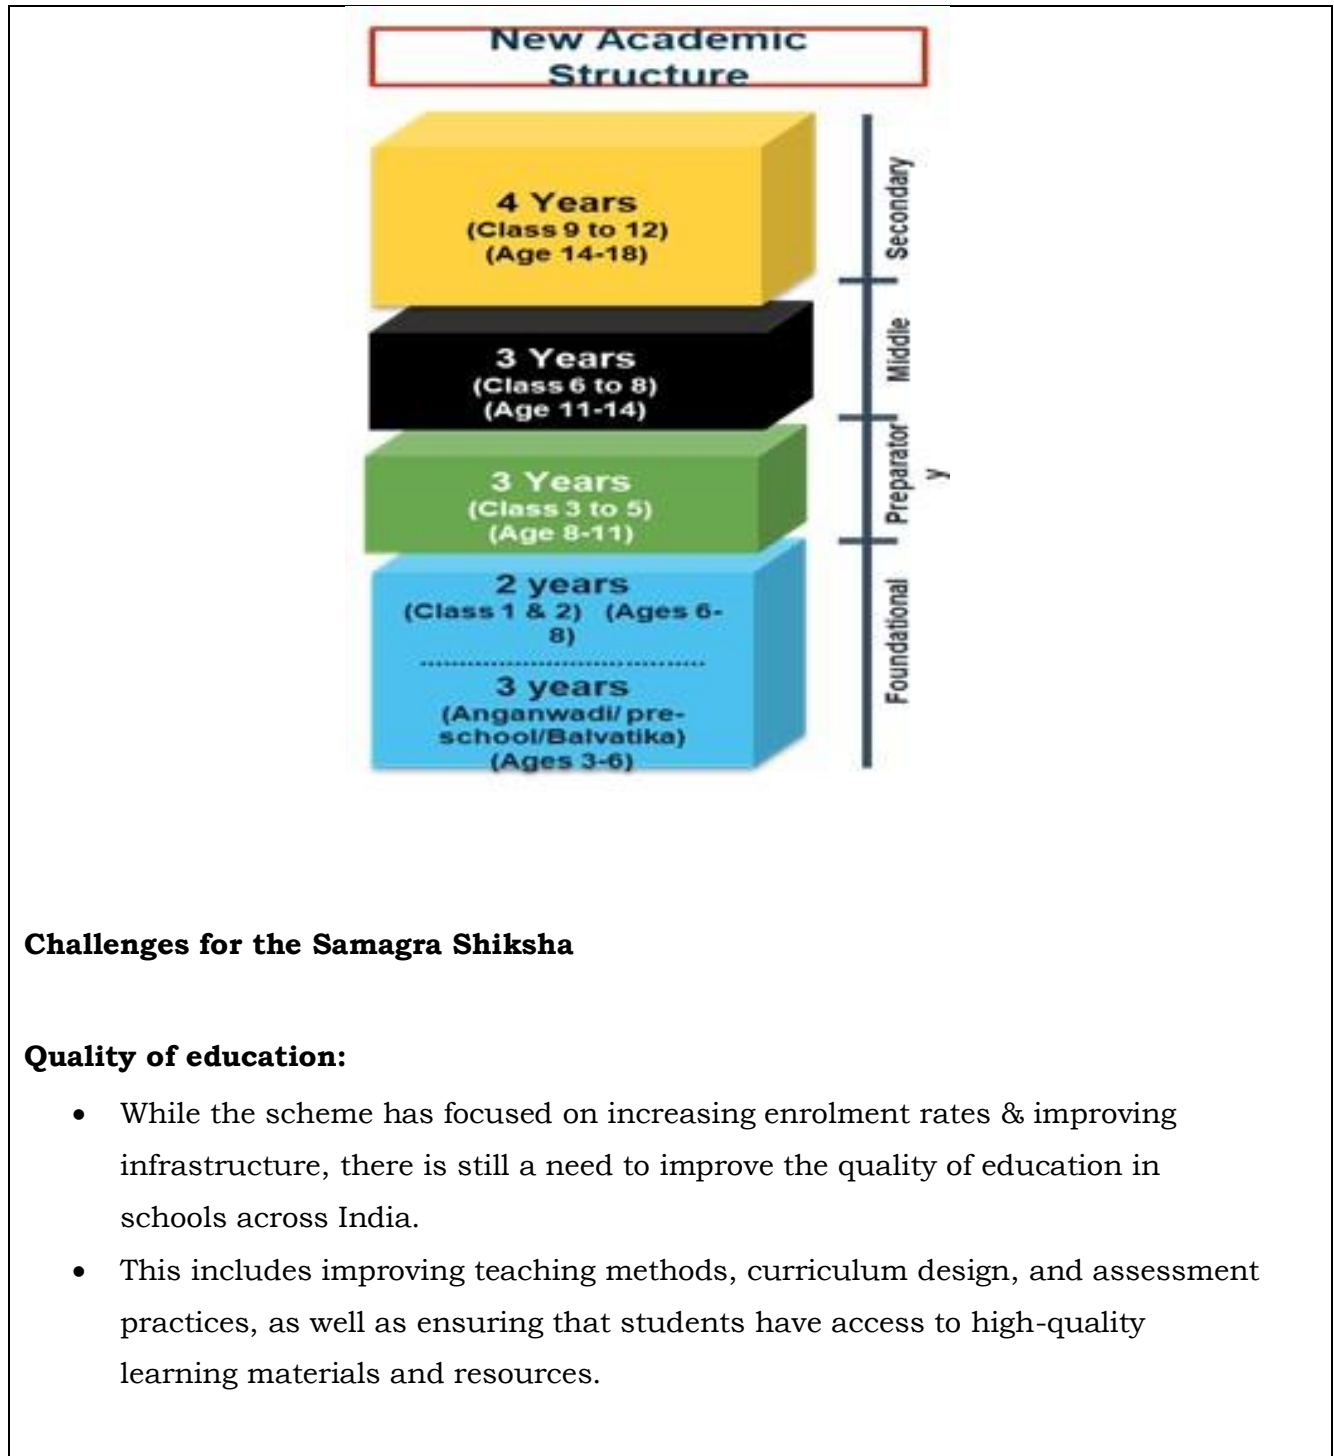 New Academic
Structure
4 Years
(Class 9 to 12)
(Age 14-18)
Secondary
3 Years
(Class 6 to 8)
(Age 11-14)
Middle
3 Years
(Class 3 to 5)
(Age 8-11)
Preparator
y
2 years
(Class 1 & 2) (Ages 6-
8)
3 years
(Anganwadi/ pre-
school/Balvatika)
(Ages 3-6)
Foundational
Challenges for the Samagra Shiksha
Quality of education:
• While the scheme has focused on increasing enrolment rates & improving
infrastructure, there is still a need to improve the quality of education in
schools across India.
• This includes improving teaching methods, curriculum design, and assessment
practices, as well as ensuring that students have access to high-quality
learning materials and resources.